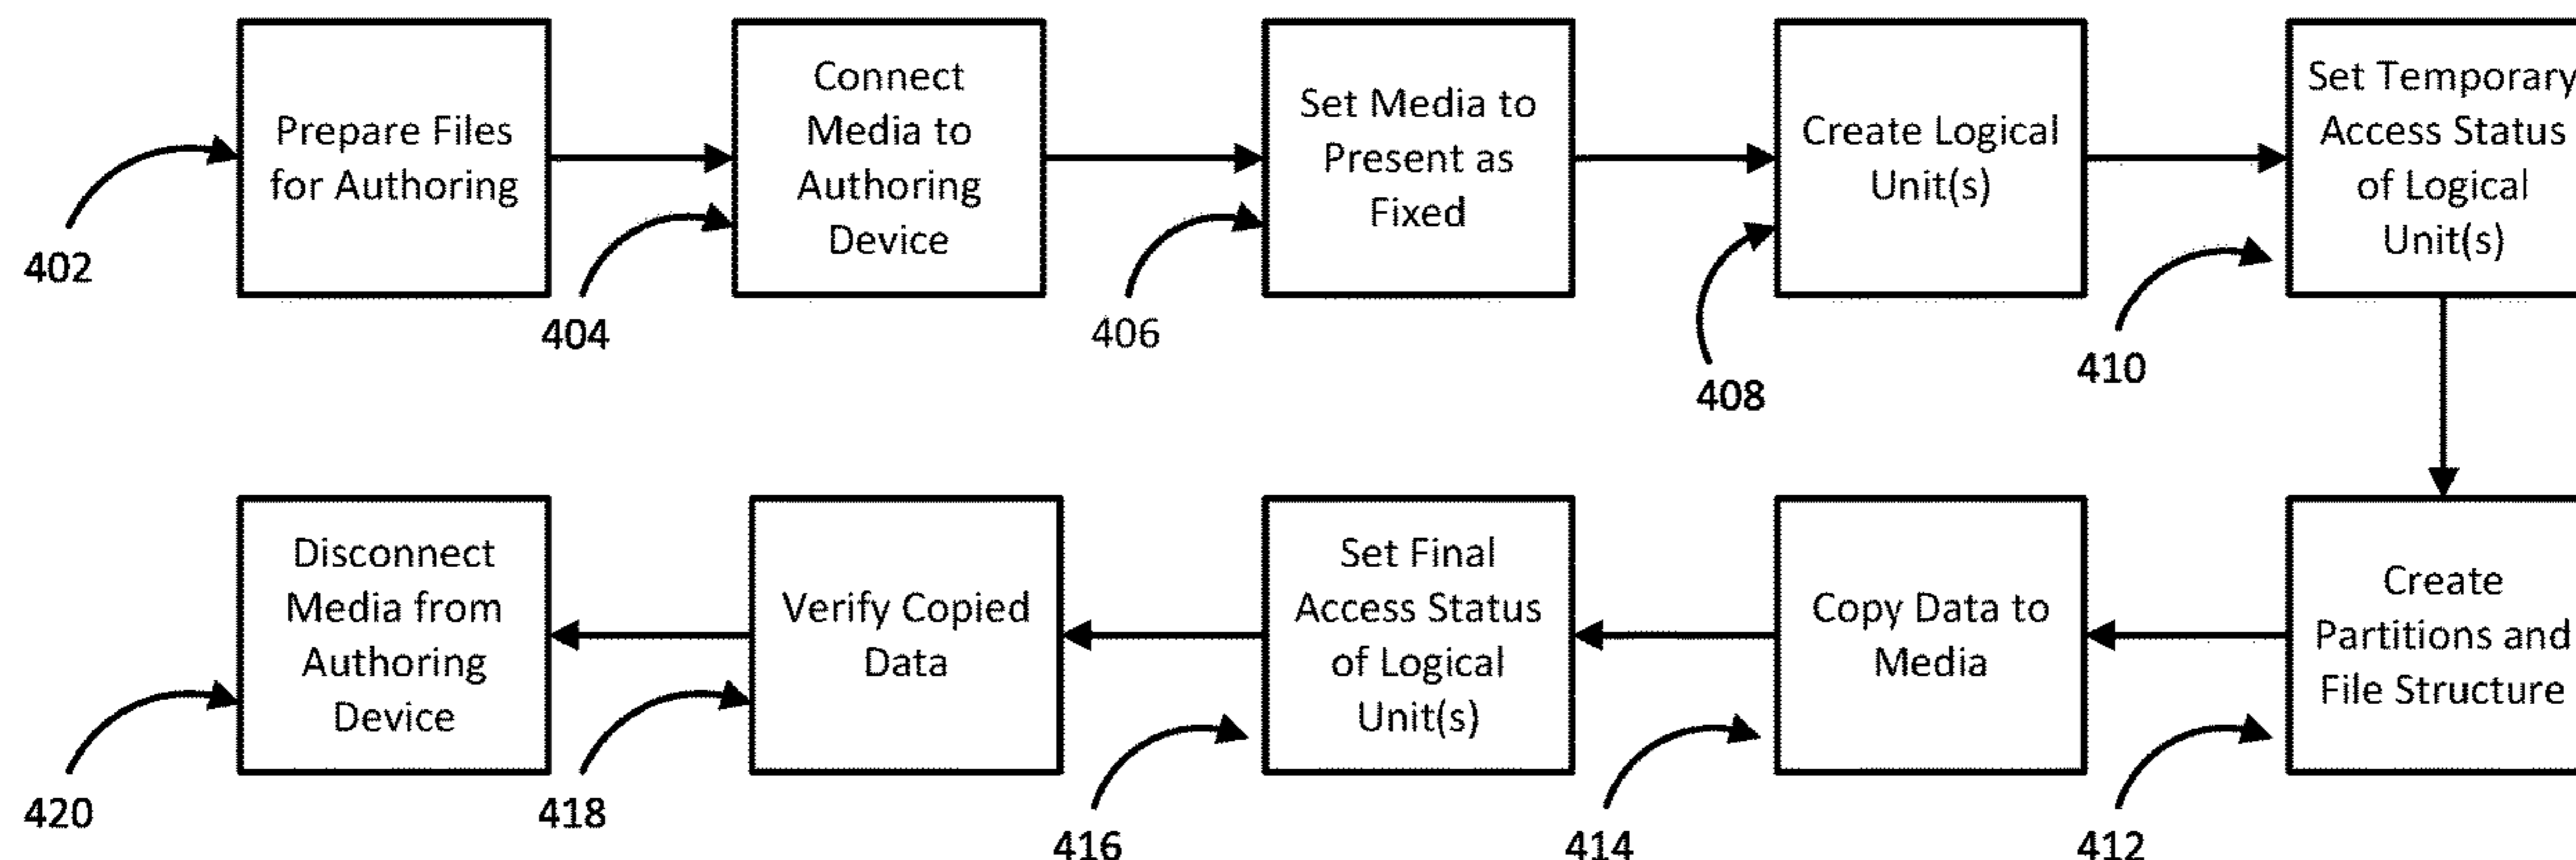 Prepare Files
for Authoring
Connect
Media to
Authoring
Device
Set Media to
Present as
Fixed
Create Logical
Unit(s)
Set Temporary
Access Status
of Logical
Unit(s)
402
404
406
408
410
Disconnect
Media from
Authoring
Device
Verify Copied
Data
Set Final
Access Status
of Logical
Unit(s)
Copy Data to
Media
Create
Partitions and
File Structure
420
418
416
414
412